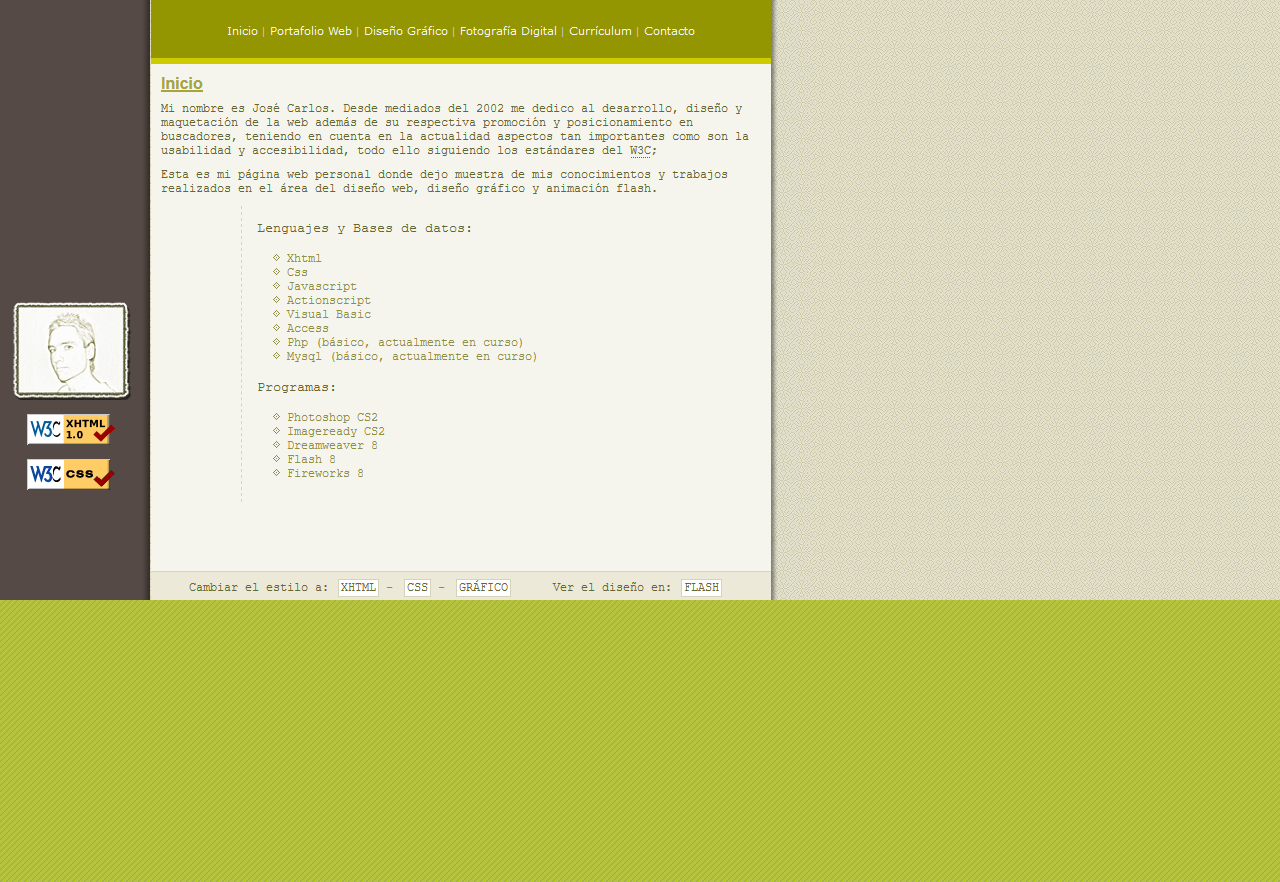 Inicio | Portafolio Web | Diseño Gráfico | Fotografía Digital | Currículum | Contacto
Inicio
Mi nombre es José Carlos. Desde mediados del 2002 me dedico al desarrollo, diseño y
maquetación de la web además de su respectiva promoción y posicionamiento en
buscadores, teniendo en cuenta en la actualidad aspectos tan importantes como son la
usabilidad y accesibilidad, todo ello siguiendo los estándares del W3C;
Esta es mi página web personal donde dejo muestra de mis conocimientos y trabajos
realizados en el área del diseño web, diseño gráfico y animación flash.
Lenguajes y Bases de datos:
Xhtml
Css
Javascript
Actionscript
Visual Basic
Access
Php (básico, actualmente en curso)
Mysql (básico, actualmente en curso)
Programas:
Photoshop CS2
Imageready CS2
Dreamweaver 8
Flash 8
Fireworks 8
W3C XHTML 1.0
W3C css
Cambiar el estilo a: XHTML - CSS - GRÁFICO Ver el diseño en: FLASH